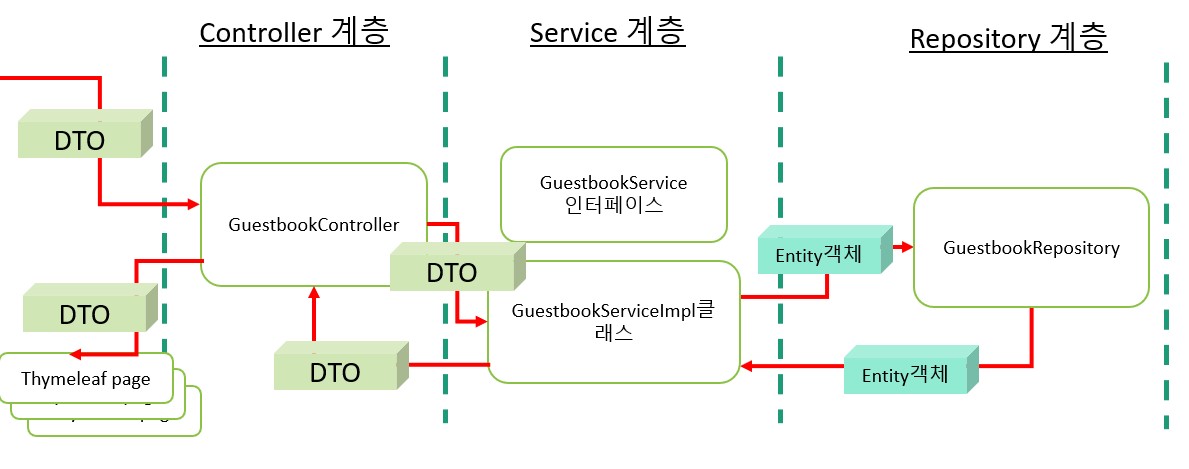 Controller 계층
Service 계층
Repository 계층
DTO
GuestbookController
GuestbookService
인터페이스
Entity객체
GuestbookRepository
DTO
DTO
GuestbookServiceImpl클
래스
DTO
Entity객체
Thymeleaf page